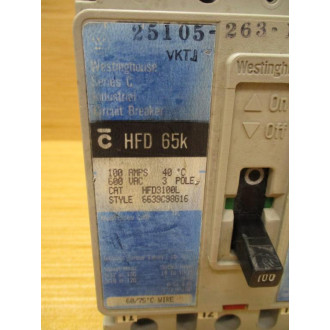 25105-263-
VKTJ
Westinghouse
Series C
Industrial
Circuit Breaker
Westingh
On
Off
C HFD 65k
100 AMPS 40 °C
600 VAC 3 POLE
CAT HFD3100L
STYLE 6639C98G16
100
60/75°C WIRE